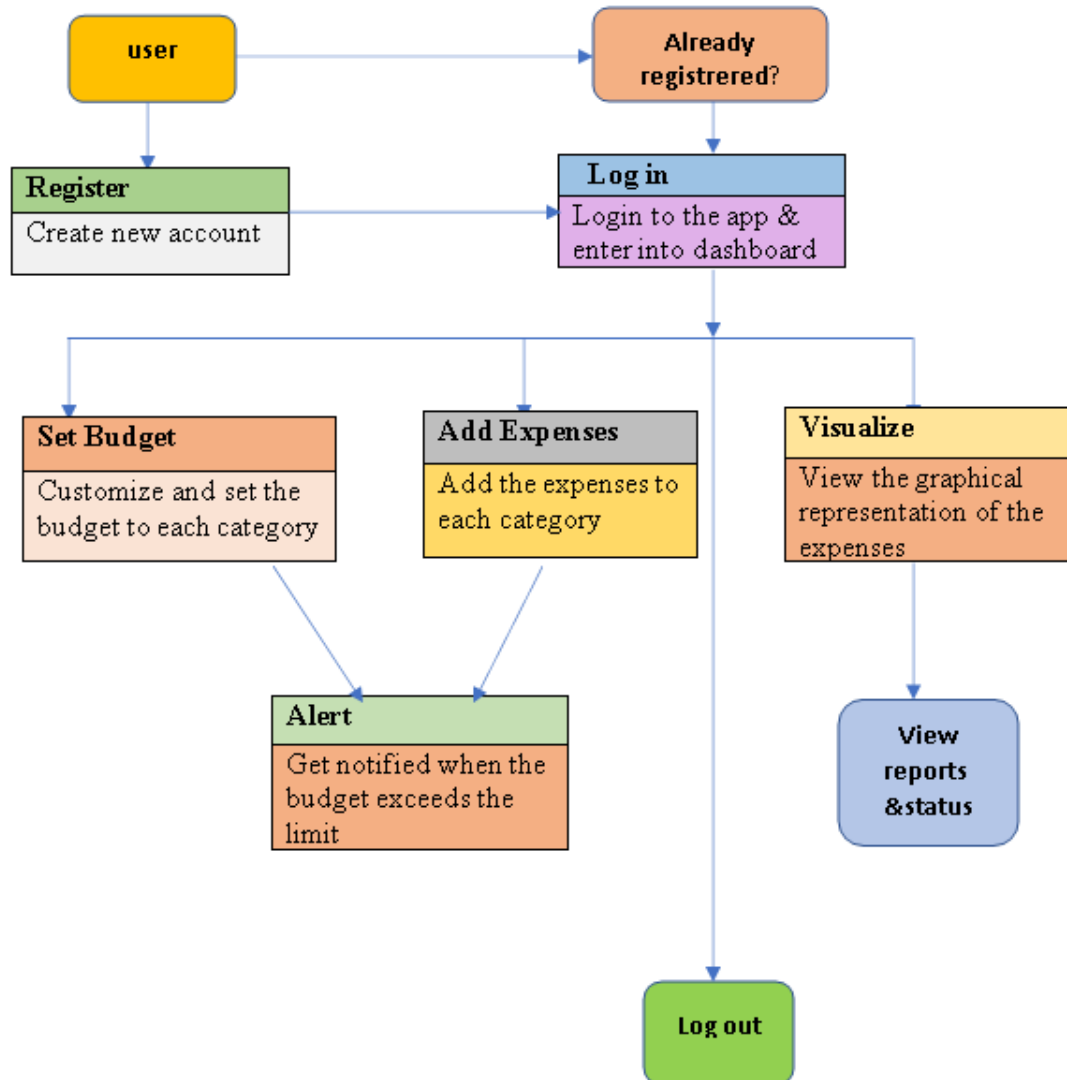 user
Already
registrered?
Register
Create new account
Log in
Login to the app &
enter into dashboard
Set Budget
Customize and set the
budget to each category
Add Expenses
Add the expenses to
each category
Visualize
View the graphical
representation of the
expenses
Alert
Get notified when the
budget exceeds the
limit
View
reports
&status
Log out